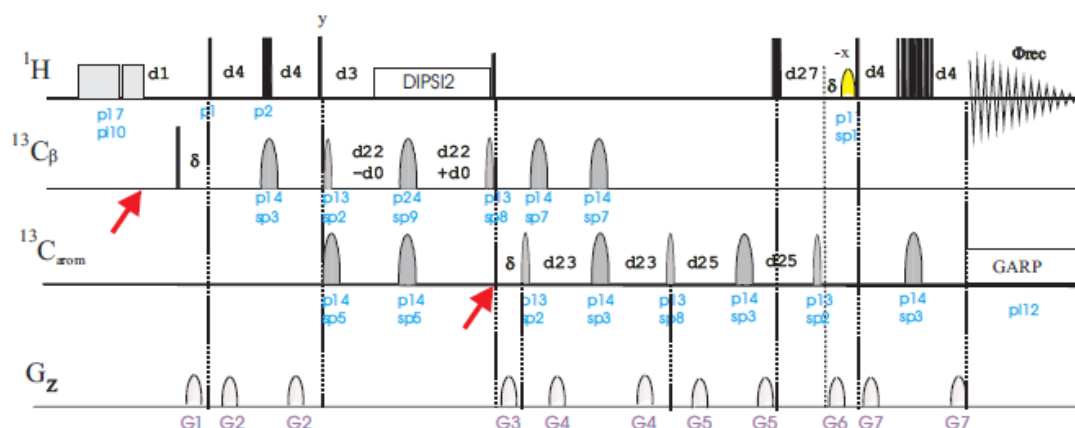 y
-x
Φrec
¹H
d1
d4
d4
d3
DIPSI2
d27
δ
d4
d4
p17
pl10
p1
p2
p11
sp1
¹³Cβ
δ
d22
-d0
d22
+d0
p14
sp3
p13
sp2
p24
sp9
p13
sp8
p14
sp7
p14
sp7
¹³Carom
δ
d23
d23
d25
d25
GARP
p14
sp5
p14
sp5
p13
sp2
p14
sp3
p13
sp8
p14
sp3
p13
sp2
p14
sp3
pl12
Gz
G1
G2
G2
G3
G4
G4
G5
G5
G6
G7
G7